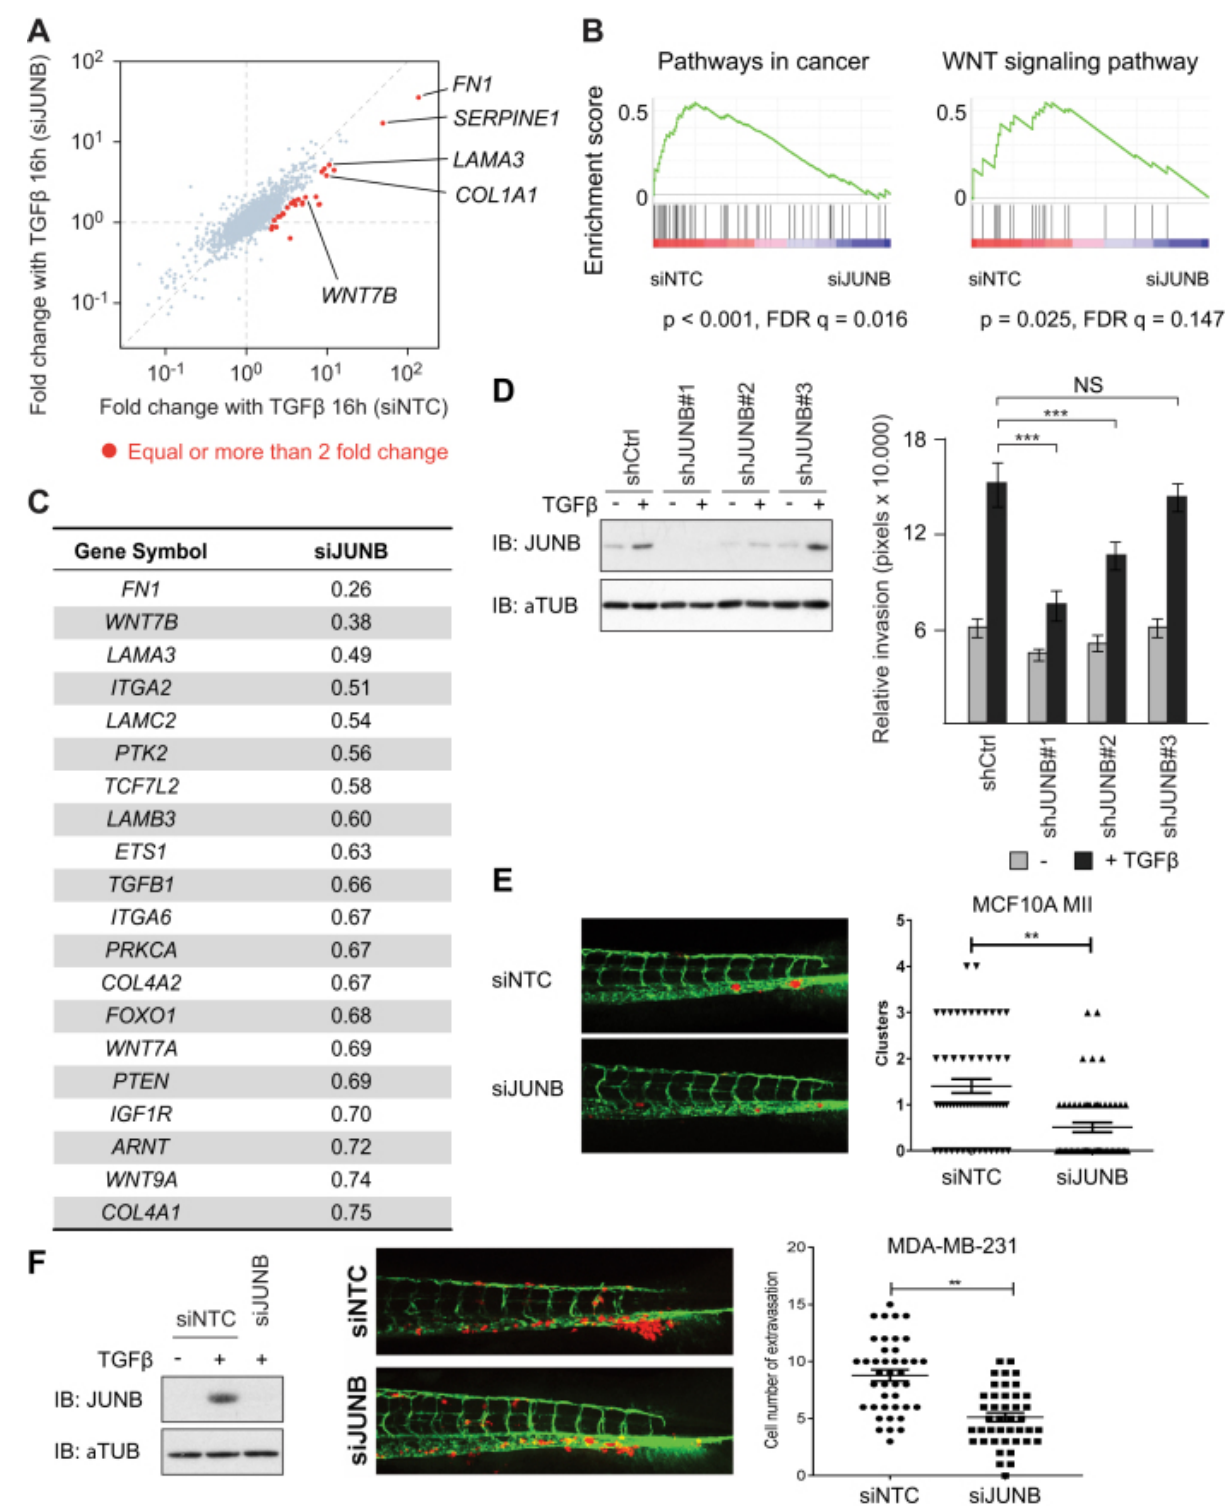 A
Fold change with TGFβ 16h (siJUNB)
10²
10¹
10⁰
10⁻¹
FN1
SERPINE1
LAMA3
COL1A1
WNT7B
10⁻¹ 10⁰ 10¹ 10²
Fold change with TGFβ 16h (siNTC)
Equal or more than 2 fold change
B
Enrichment score
Pathways in cancer
0.5
0
siNTC siJUNB
p < 0.001, FDR q = 0.016
WNT signaling pathway
0.5
0
siNTC siJUNB
p = 0.025, FDR q = 0.147
C
Gene Symbol siJUNB
FN1 0.26
WNT7B 0.38
LAMA3 0.49
ITGA2 0.51
LAMC2 0.54
PTK2 0.56
TCF7L2 0.58
LAMB3 0.60
ETS1 0.63
TGFB1 0.66
ITGA6 0.67
PRKCA 0.67
COL4A2 0.67
FOXO1 0.68
WNT7A 0.69
PTEN 0.69
IGF1R 0.70
ARNT 0.72
WNT9A 0.74
COL4A1 0.75
D
shCtrl
shJUNB#1
shJUNB#2
shJUNB#3
TGFβ - + - + - + - +
IB: JUNB
IB: aTUB
Relative invasion (pixels x 10.000)
18
12
6
NS
***
***
shCtrl
shJUNB#1
shJUNB#2
shJUNB#3
- + TGFβ
E
siNTC
siJUNB
MCF10A MII
**
Clusters
5
4
3
2
1
0
siNTC siJUNB
F
siNTC
siJUNB
TGFβ - + +
IB: JUNB
IB: aTUB
siNTC
siJUNB
MDA-MB-231
**
Cell number of extravasation
20
15
10
5
0
siNTC siJUNB